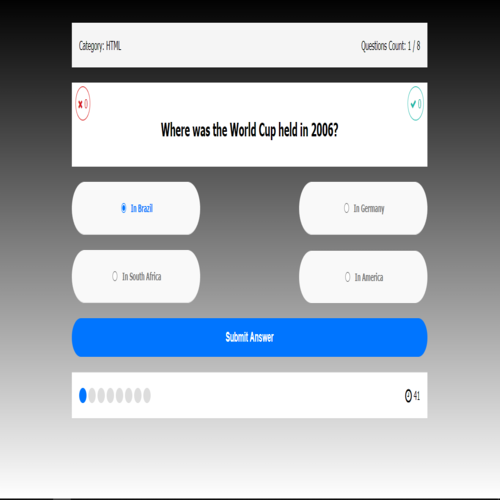 Category: HTML
Questions Count: 1 / 8
0
0
Where was the World Cup held in 2006?
In Brazil
In Germany
In South Africa
In America
Submit Answer
41